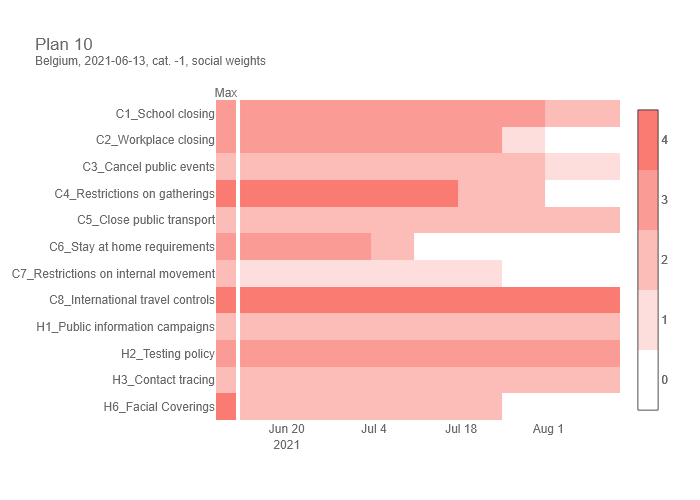 Plan 10
Belgium, 2021-06-13, cat. -1, social weights
Max
C1_School closing
C2_Workplace closing
C3_Cancel public events
C4_Restrictions on gatherings
C5_Close public transport
C6_Stay at home requirements
C7_Restrictions on internal movement
C8_International travel controls
H1_Public information campaigns
H2_Testing policy
H3_Contact tracing
H6_Facial Coverings
Jun 20 Jul 4 Jul 18 Aug 1
2021
4
3
2
1
0